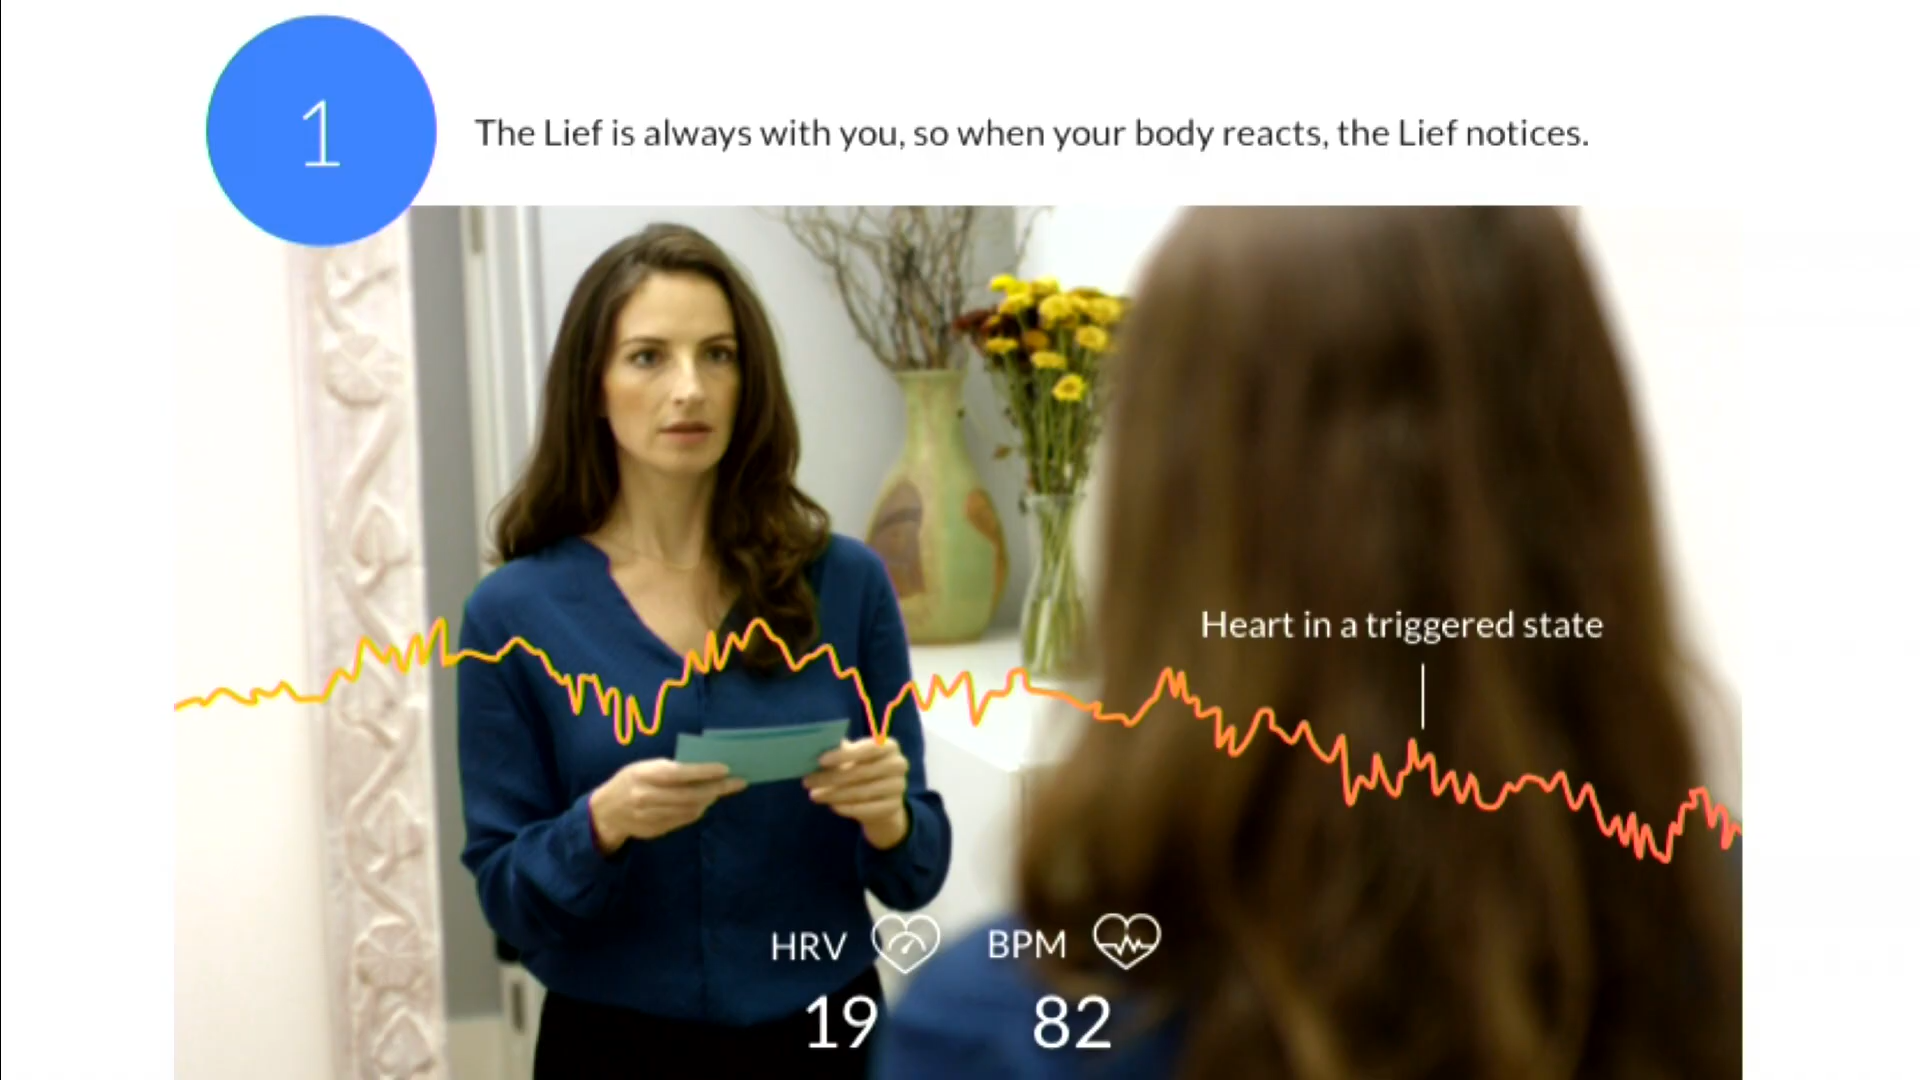 1
The Lief is always with you, so when your body reacts, the Lief notices.
Heart in a triggered state
HRV BPM
19 82